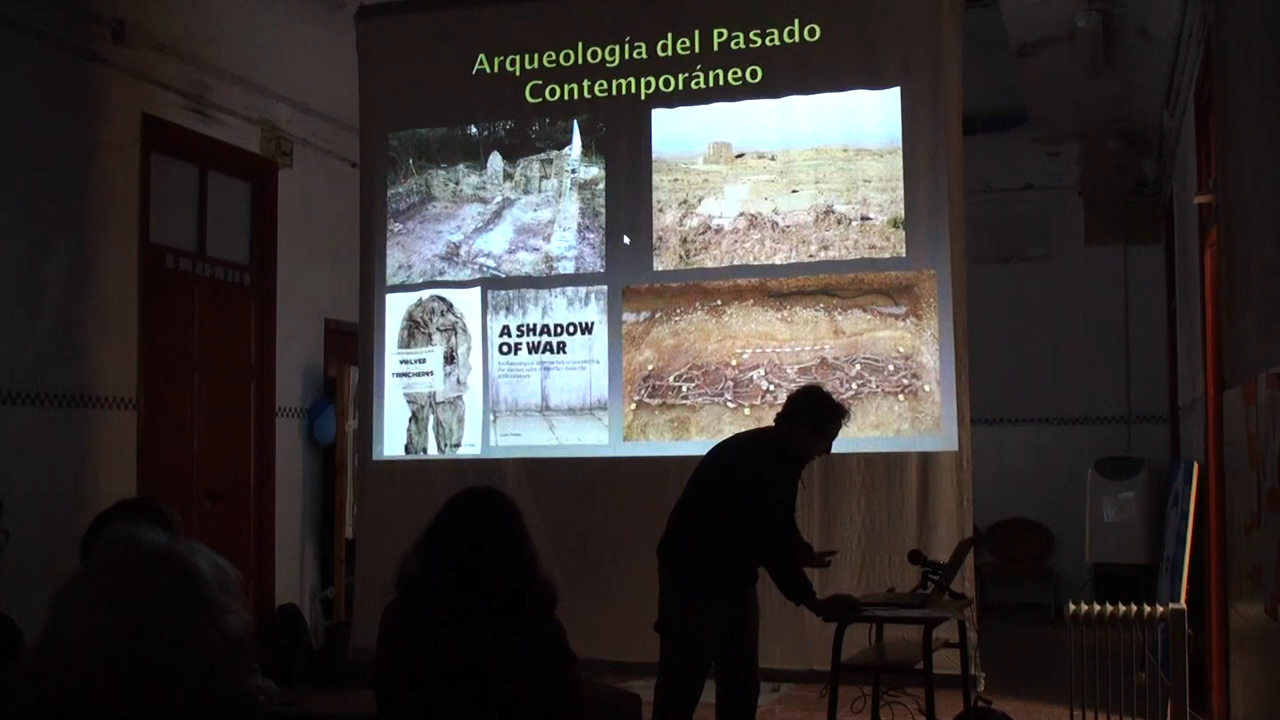 Arqueología del Pasado
Contemporáneo
VOLVER
TRINCHERAS
A SHADOW
OF WAR